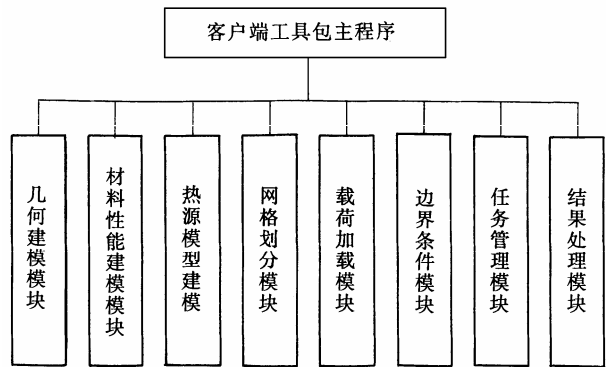 客户端工具包主程序
几何建模模块
材料性能建模模块
热源模型建模
网格划分模块
载荷加载模块
边界条件模块
任务管理模块
结果处理模块